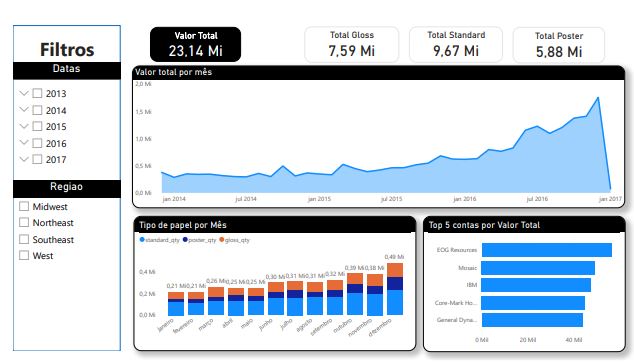 Filtros
Datas
2013
2014
2015
2016
2017
Regiao
Midwest
Northeast
Southeast
West
Valor Total
23,14 Mi
Total Gloss
7,59 Mi
Total Standard
9,67 Mi
Total Poster
5,88 Mi
Valor total por mês
2,0 Mi
1,5 Mi
1,0 Mi
0,5 Mi
0,0 Mi
jan 2014 jul 2014 jan 2015 jul 2015 jan 2016 jul 2016 jan 2017
Tipo de papel por Mês
standard_qty poster_qty gloss_qty
0,4 Mi
0,2 Mi
0,0 Mi
0,21 Mi 0,21 Mi 0,26 Mi 0,25 Mi 0,25 Mi 0,30 Mi 0,31 Mi 0,31 Mi 0,32 Mi 0,39 Mi 0,38 Mi 0,49 Mi
janeiro fevereiro março abril maio junho julho agosto setembro outubro novembro dezembro
Top 5 contas por Valor Total
EOG Resources
Mosaic
IBM
Core-Mark Ho...
General Dyna...
0 Mil 20 Mil 40 Mil